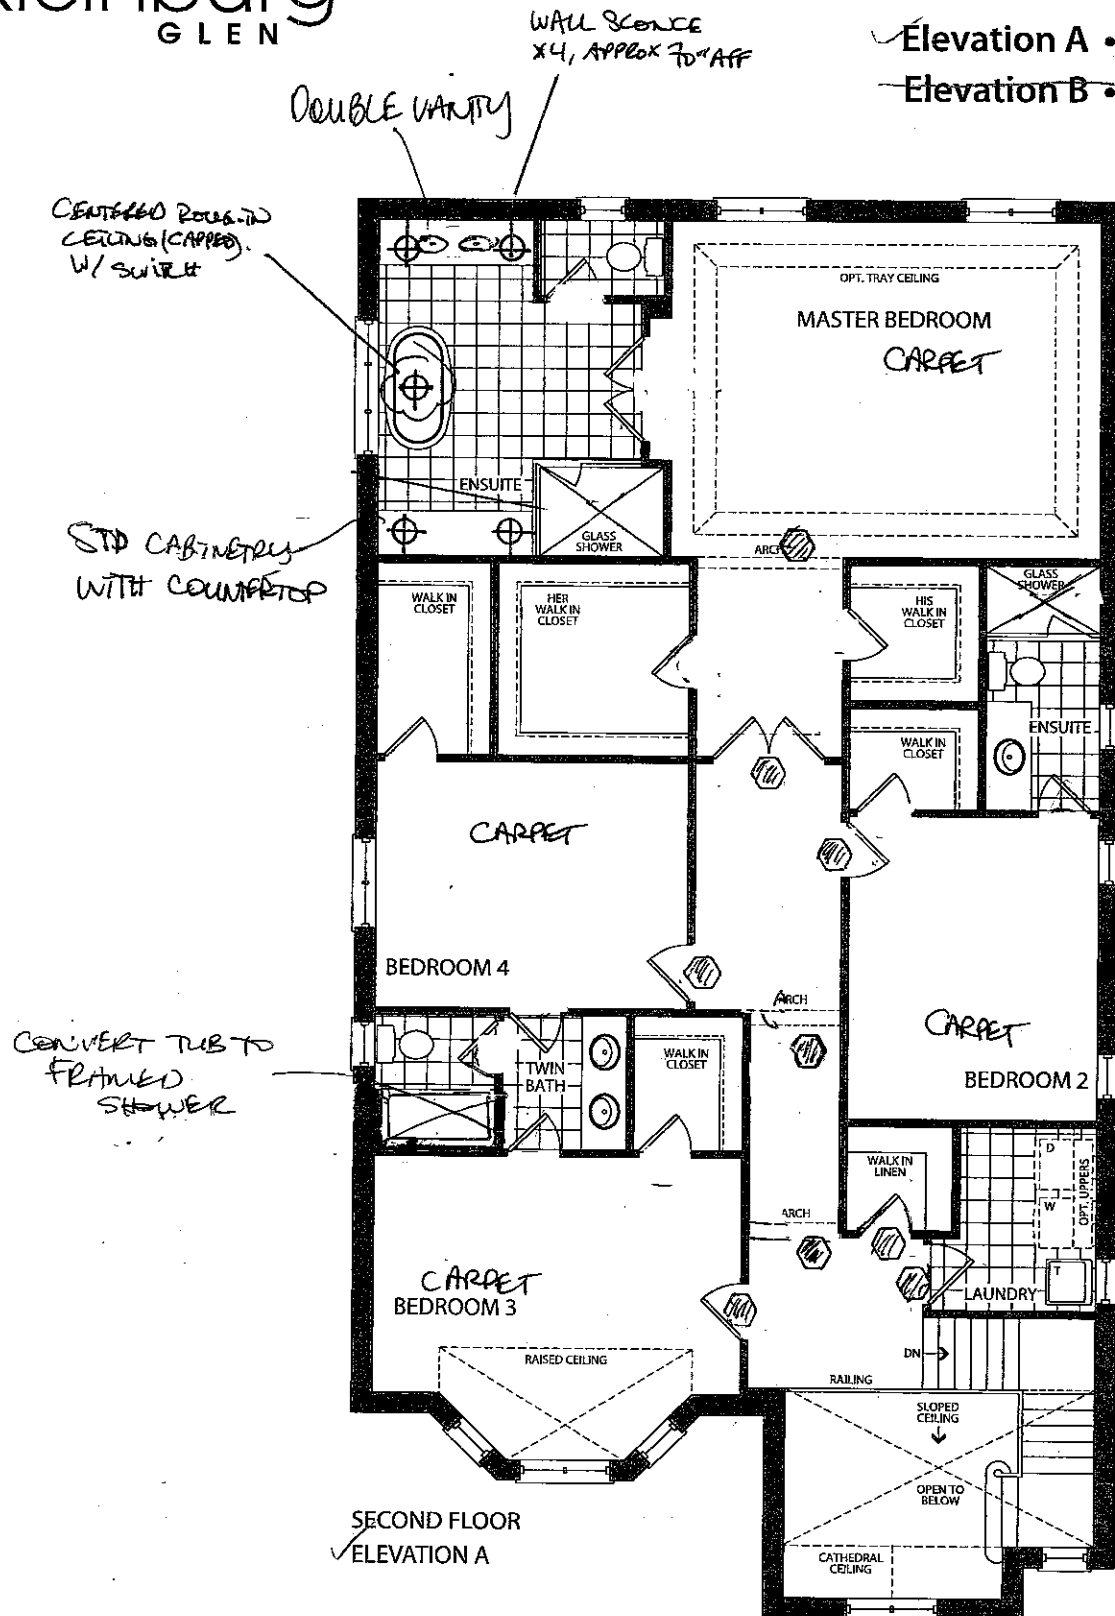 kleinburg
GLEN
Elevation A •
Elevation B •
WALL SCONCE
X4, APPROX 70" AFF
DOUBLE VANITY
CENTERED ROUGH-IN
CEILING (CAPPED).
W/ SWITCH
OPT. TRAY CEILING
MASTER BEDROOM
CARPET
ENSUITE
GLASS
SHOWER
ARCH
STD CABINETRY
WITH COUNTERTOP
WALK IN
CLOSET
HER
WALK IN
CLOSET
HIS
WALK IN
CLOSET
GLASS
SHOWER
ENSUITE
WALK IN
CLOSET
CARPET
BEDROOM 4
ARCH
CARPET
BEDROOM 2
CONVERT TUB TO
FRAMED
SHOWER
TWIN
BATH
WALK IN
CLOSET
WALK IN
LINEN
D
W
OPT. UPPERS
T
LAUNDRY
ARCH
CARPET
BEDROOM 3
RAISED CEILING
DN
RAILING
SLOPED
CEILING
OPEN TO
BELOW
CATHEDRAL
CEILING
SECOND FLOOR
ELEVATION A